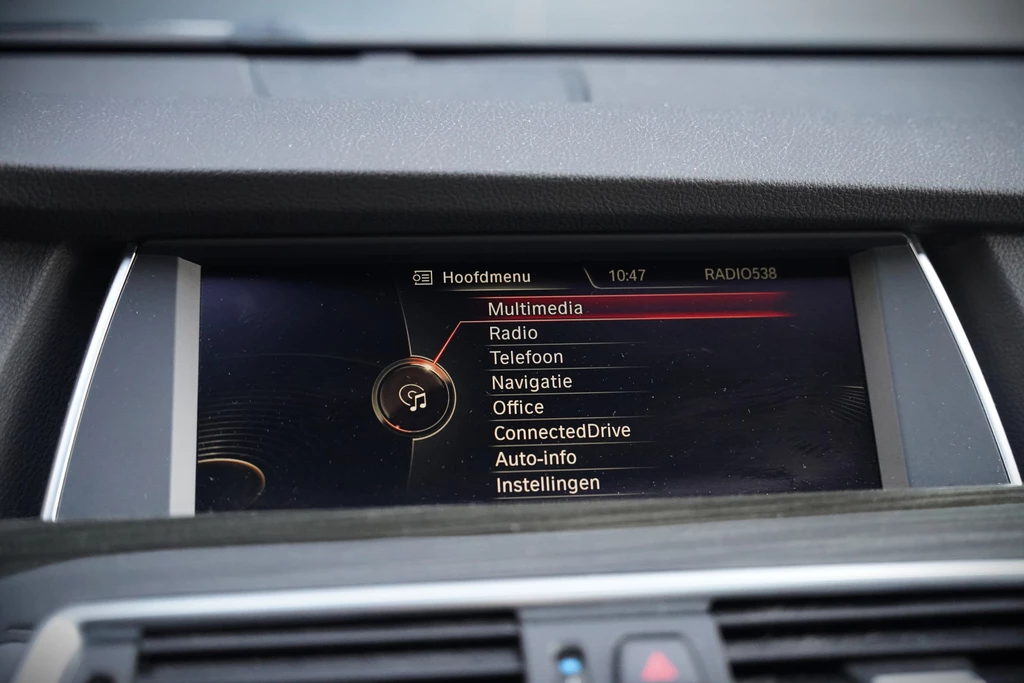 Hoofdmenu 10:47 RADIO538
Multimedia
Radio
Telefoon
Navigatie
Office
ConnectedDrive
Auto-info
Instellingen